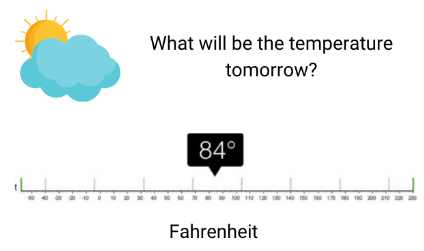 What will be the temperature
tomorrow?
84°
t
-50 -40 -30 -20 -10 0 10 20 30 40 50 60 70 80 90 100 110 120 130 140 150 160 170 180 190 200 210 220 230
Fahrenheit